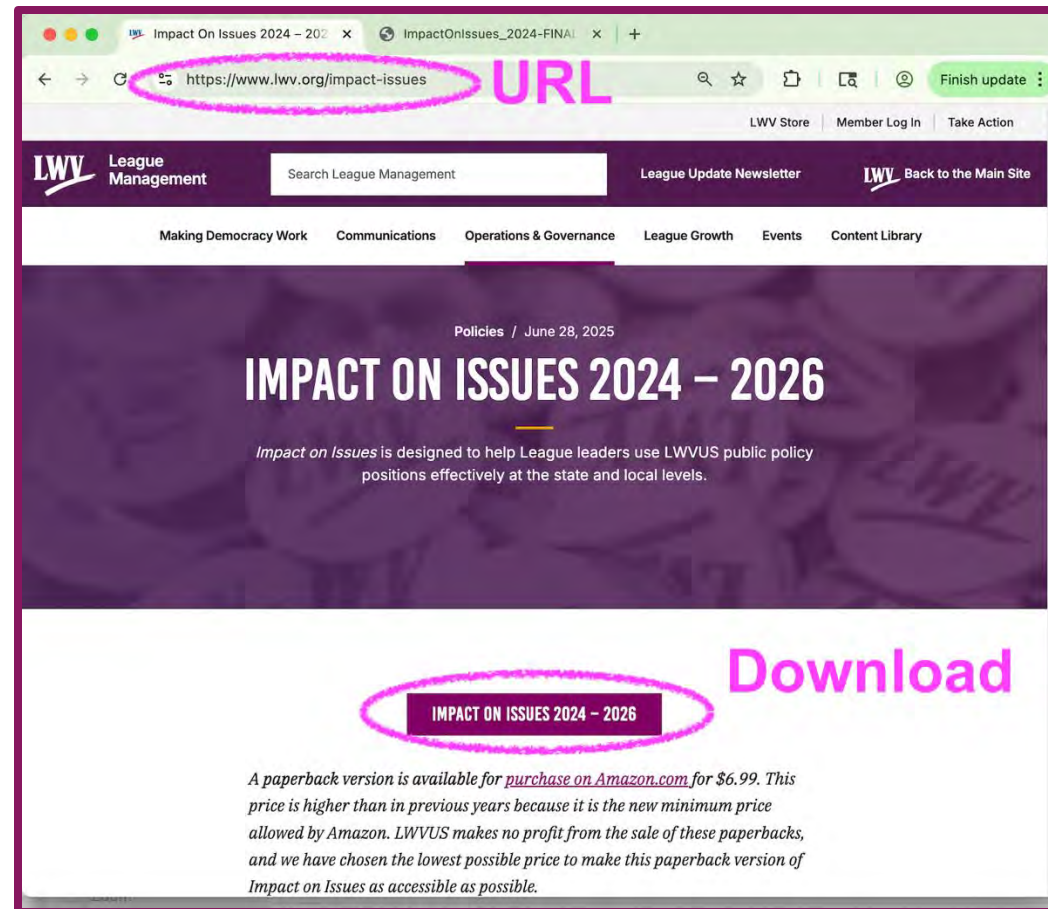 Impact On Issues 2024 – 202
ImpactOnIssues_2024-FINAL
https://www.lwv.org/impact-issues
URL
Finish update
LWV Store
Member Log In
Take Action
LWV
League
Management
Search League Management
League Update Newsletter
LWV Back to the Main Site
Making Democracy Work
Communications
Operations & Governance
League Growth
Events
Content Library
Policies / June 28, 2025
IMPACT ON ISSUES 2024 – 2026
Impact on Issues is designed to help League leaders use LWVUS public policy
positions effectively at the state and local levels.
Download
IMPACT ON ISSUES 2024 – 2026
A paperback version is available for purchase on Amazon.com for $6.99. This
price is higher than in previous years because it is the new minimum price
allowed by Amazon. LWVUS makes no profit from the sale of these paperbacks,
and we have chosen the lowest possible price to make this paperback version of
Impact on Issues as accessible as possible.